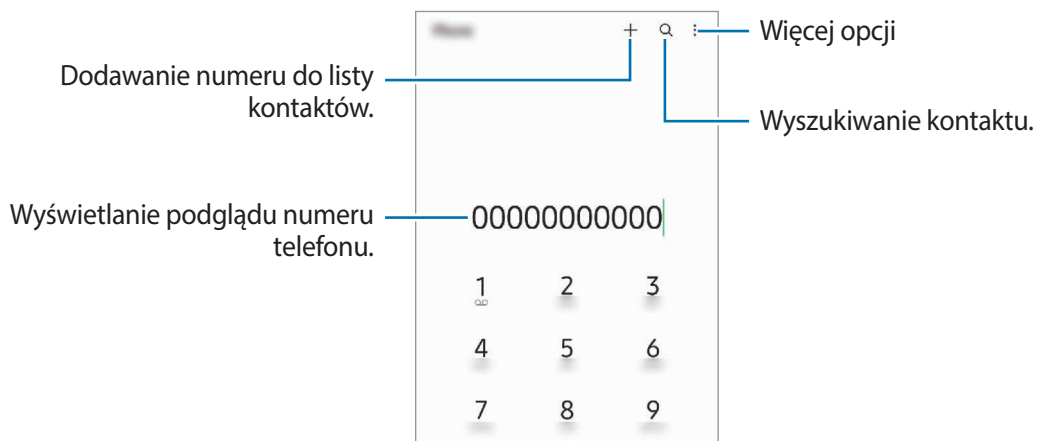 Więcej opcji
Dodawanie numeru do listy
kontaktów.
Wyszukiwanie kontaktu.
Wyświetlanie podglądu numeru
telefonu.
00000000000
1 2 3
4 5 6
7 8 9